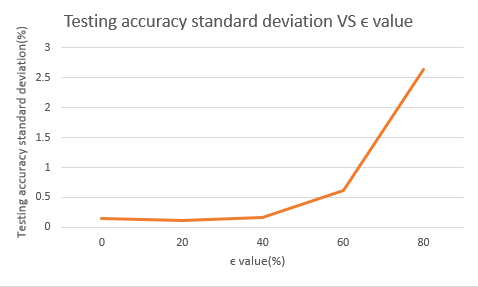 Testing accuracy standard deviation VS ϵ value
Testing accuracy standard deviation(%)
3
2.5
2
1.5
1
0.5
0
0 20 40 60 80
ϵ value(%)